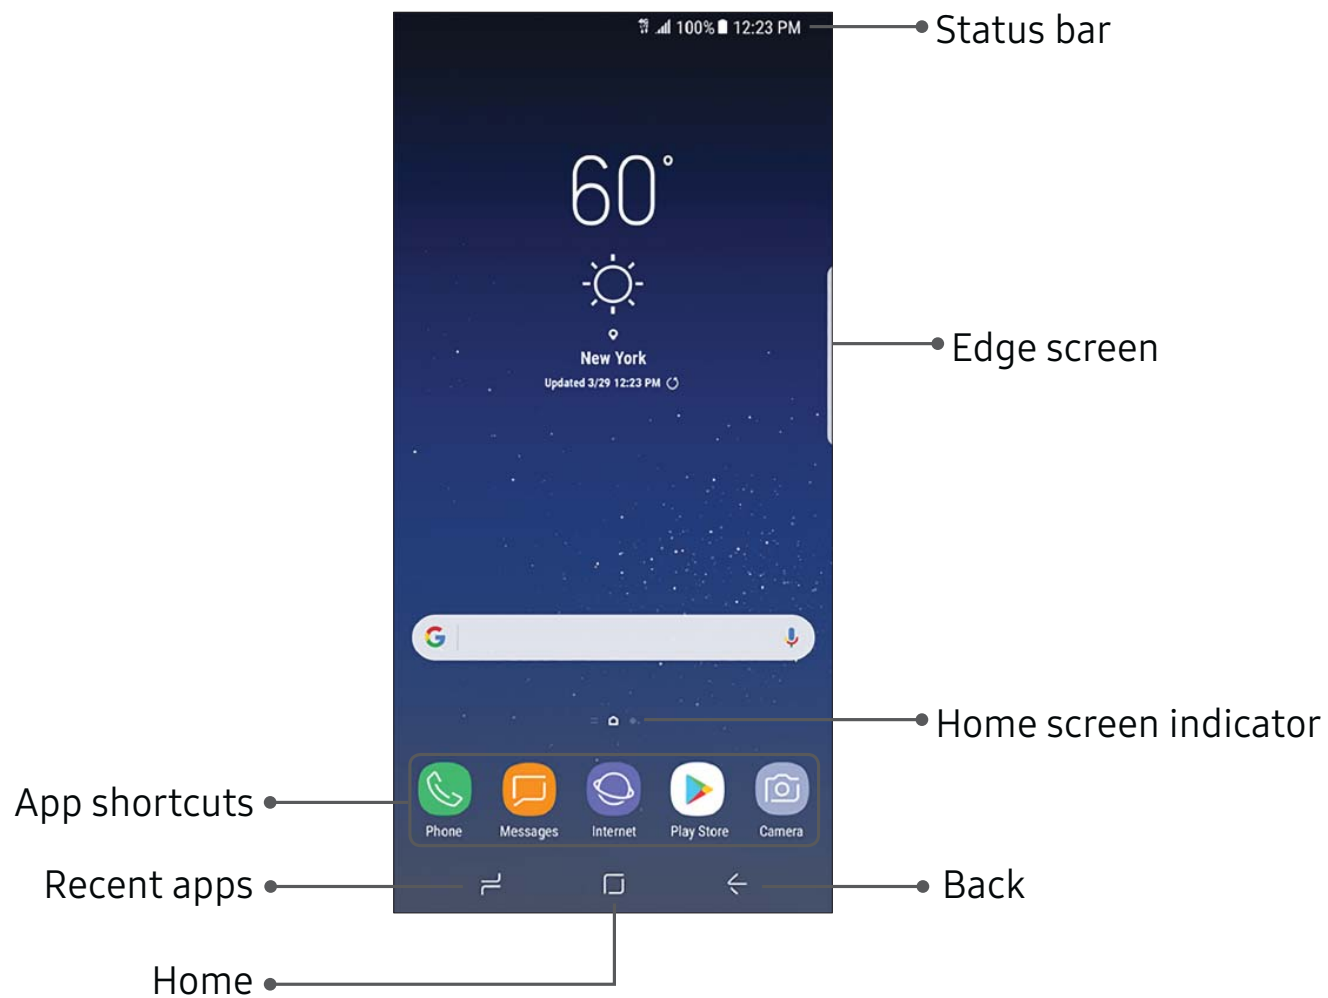 100% 12:23 PM
Status bar
60°
New York
Updated 3/29 12:23 PM
Edge screen
G
Home screen indicator
App shortcuts
Phone Messages Internet Play Store Camera
Recent apps
Back
Home